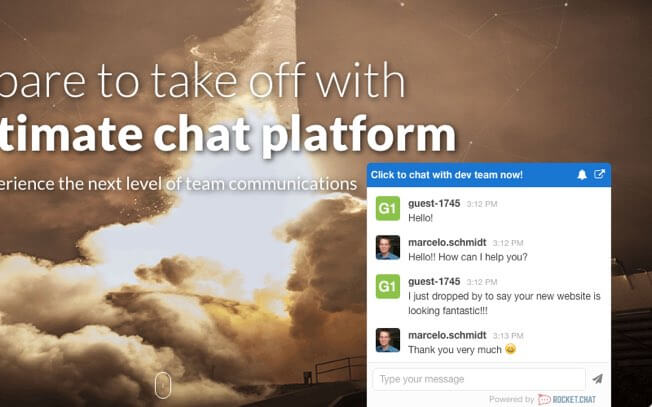 pare to take off with
timate chat platform
erience the next level of team communications
Click to chat with dev team now!
G1
guest-1745 3:12 PM
Hello!
marcelo.schmidt 3:12 PM
Hello!! How can I help you?
G1
guest-1745 3:12 PM
I just dropped by to say your new website is
looking fantastic!!!
marcelo.schmidt 3:13 PM
Thank you very much 😄
Type your message
Powered by ROCKET.CHAT